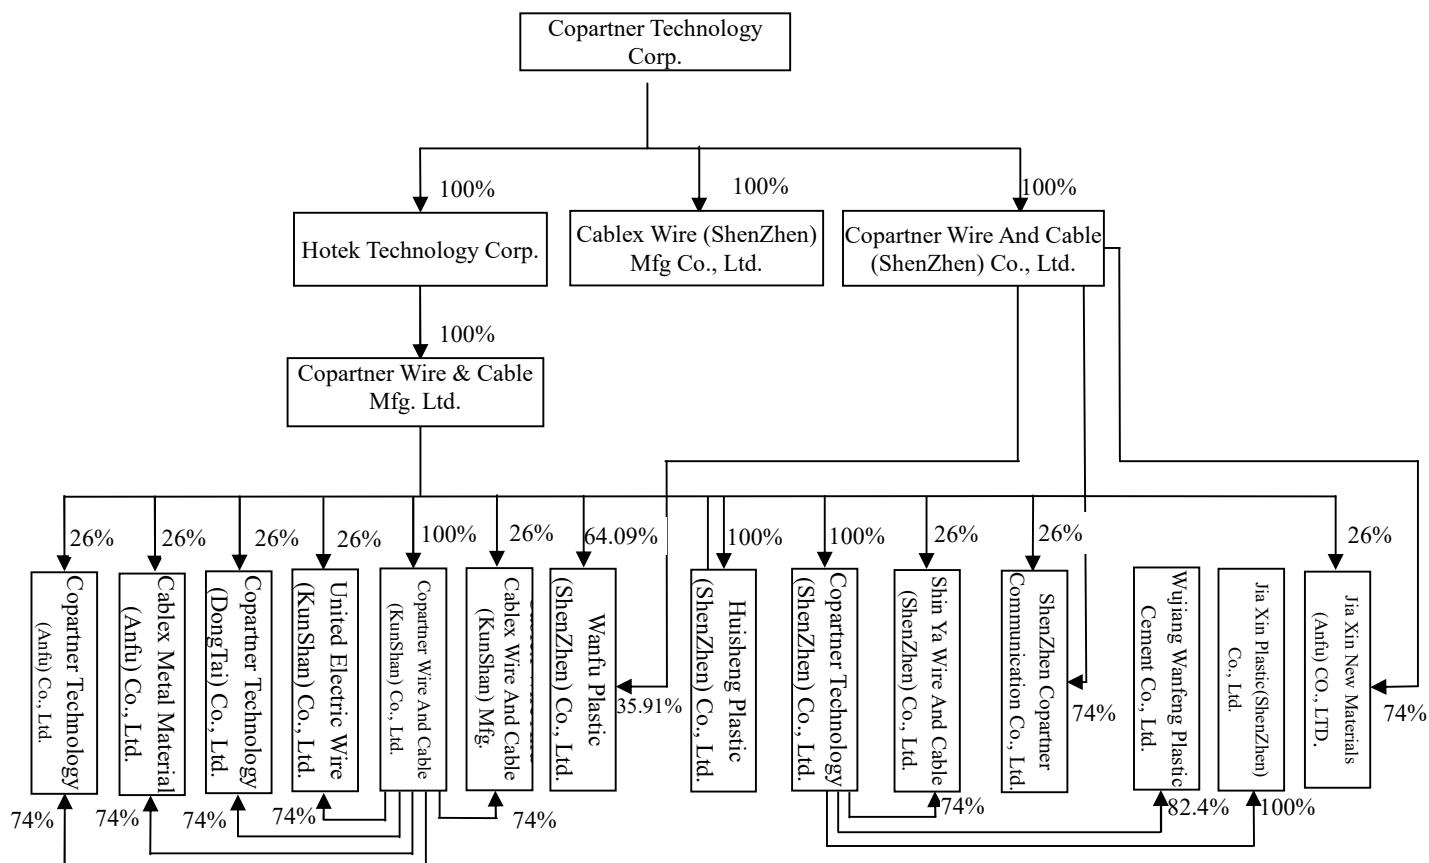 Copartner Technology
Corp.
100%
100%
100%
Hotek Technology Corp.
Cablex Wire (ShenZhen)
Mfg Co., Ltd.
Copartner Wire And Cable
(ShenZhen) Co., Ltd.
100%
Copartner Wire & Cable
Mfg. Ltd.
26%
26%
26%
26%
100%
26%
64.09%
100%
100%
26%
26%
26%
Copartner Technology
(Anfu) Co., Ltd.
Cablex Metal Material
(Anfu) Co., Ltd.
Copartner Technology
(DongTai) Co., Ltd.
United Electric Wire
(KunShan) Co., Ltd.
Copartner Wire And Cable
(KunShan) Co., Ltd.
Cablex Wire And Cable
(KunShan) Mfg.
Wanfu Plastic
(ShenZhen) Co., Ltd.
35.91%
Huisheng Plastic
(ShenZhen) Co., Ltd.
Copartner Technology
(ShenZhen) Co., Ltd.
Shin Ya Wire And Cable
(ShenZhen) Co., Ltd.
ShenZhen Copartner
Communication Co., Ltd.
74%
Wujiang Wanfeng Plastic
Cement Co., Ltd.
Jia Xin Plastic(ShenZhen)
Co., Ltd.
Jia Xin New Materials
(Anfu) CO., LTD.
74%
74%
74%
74%
74%
74%
74%
82.4%
100%